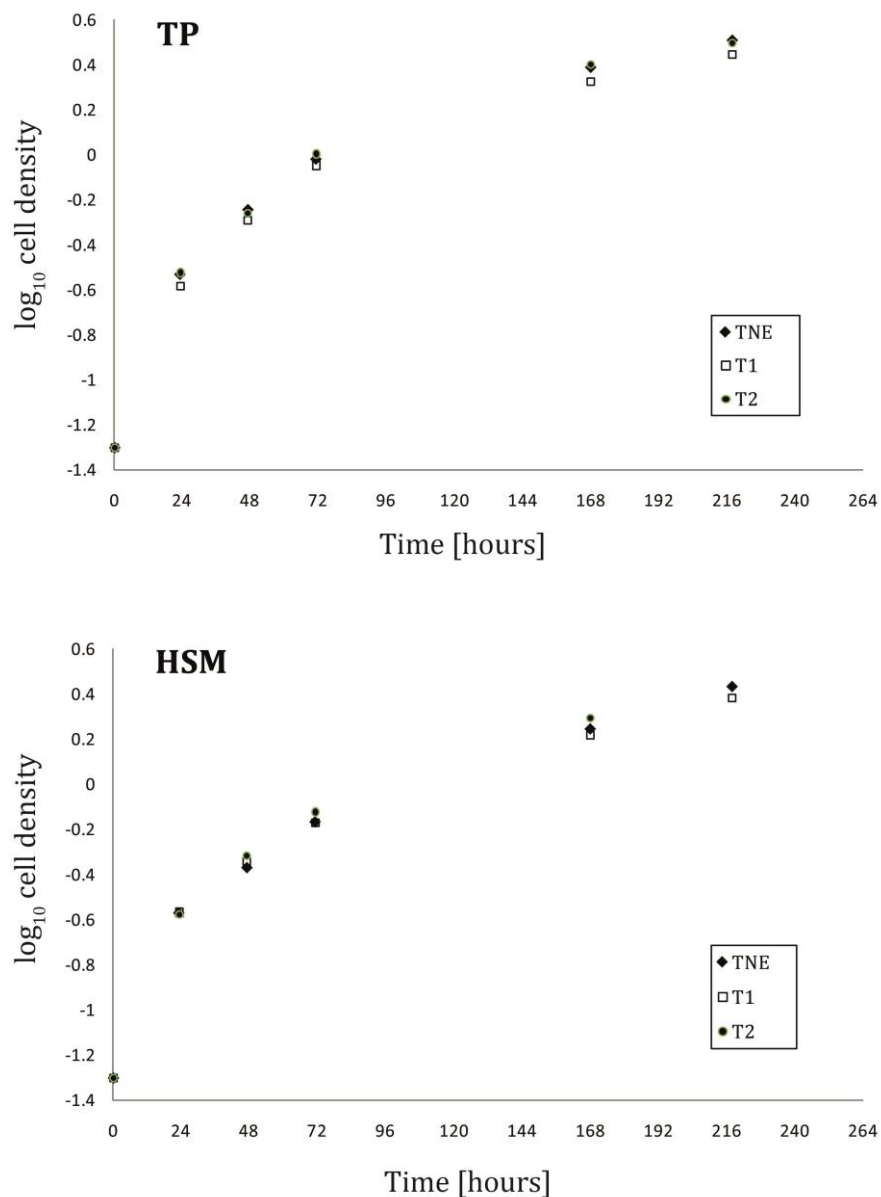 TP
0.6
0.4
0.2
0
-0.2
-0.4
-0.6
-0.8
-1
-1.2
-1.4
log10 cell density
TNE
T1
T2
0 24 48 72 96 120 144 168 192 216 240 264
Time [hours]
HSM
0.6
0.4
0.2
0
-0.2
-0.4
-0.6
-0.8
-1
-1.2
-1.4
log10 cell density
TNE
T1
T2
0 24 48 72 96 120 144 168 192 216 240 264
Time [hours]